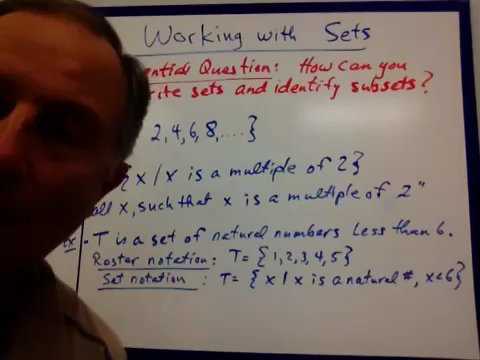 Working with Sets
ential Question: How can you
rite sets and identify subsets?
2, 4, 6, 8, ....}
{x / x is a multiple of 2}
all x, such that x is a multiple of 2"
Ex. T is a set of natural numbers less than 6.
Roster notation: T = {1, 2, 3, 4, 5}
Set notation : T = {x / x is a natural #, x<6}